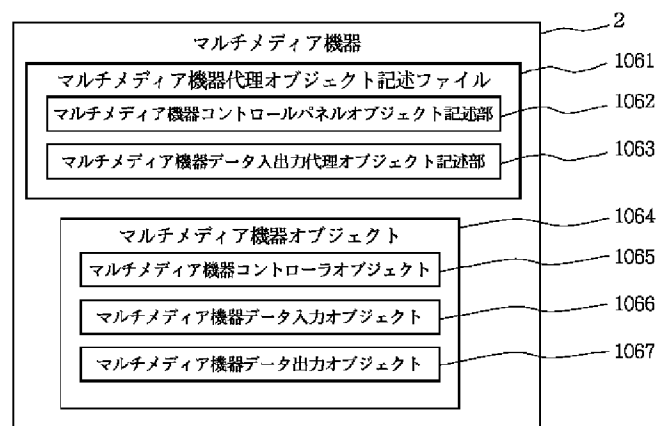 マルチメディア機器
2
マルチメディア機器代理オブジェクト記述ファイル
1061
マルチメディア機器コントロールパネルオブジェクト記述部
1062
マルチメディア機器データ入出力代理オブジェクト記述部
1063
マルチメディア機器オブジェクト
1064
マルチメディア機器コントローラオブジェクト
1065
マルチメディア機器データ入力オブジェクト
1066
マルチメディア機器データ出力オブジェクト
1067